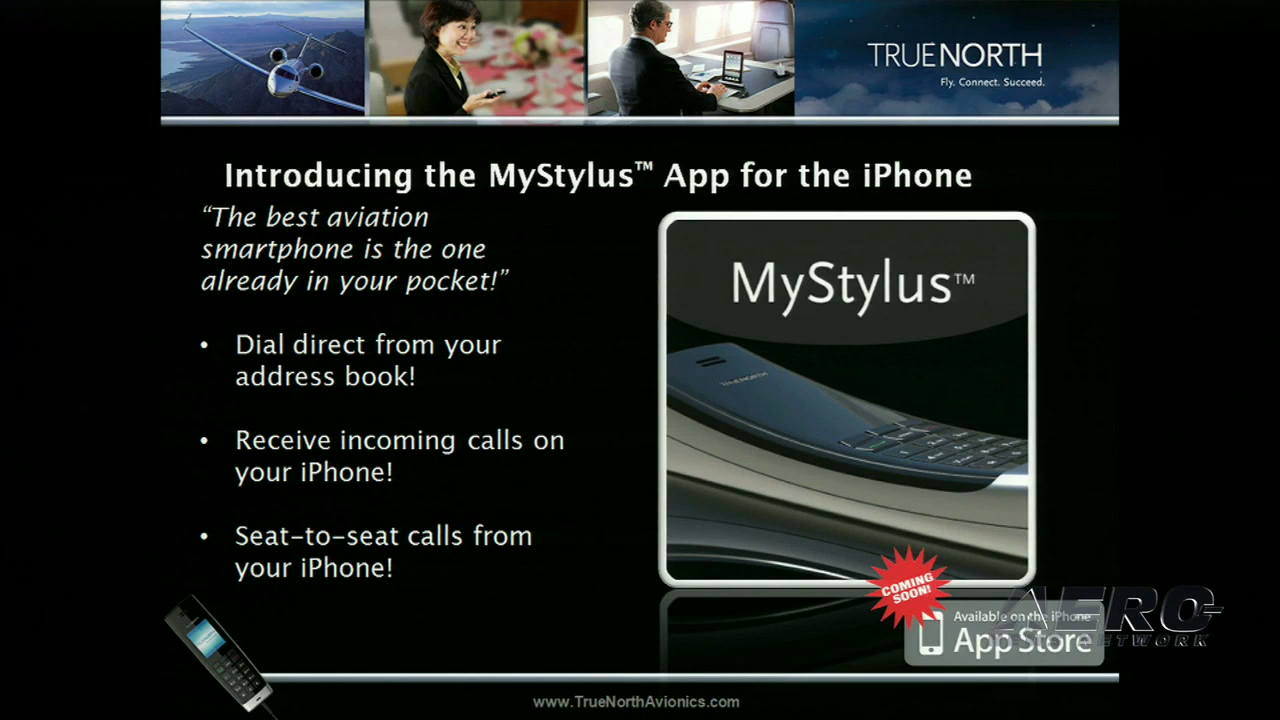 TRUENORTH
Fly. Connect. Succeed.
Introducing the MyStylus™ App for the iPhone
“The best aviation
smartphone is the one
already in your pocket!”
• Dial direct from your
address book!
• Receive incoming calls on
your iPhone!
• Seat-to-seat calls from
your iPhone!
MyStylus™
TRUENORTH
COMING
SOON!
Available on the iPhone
App Store
AERO
NETWORK
www.TrueNorthAvionics.com